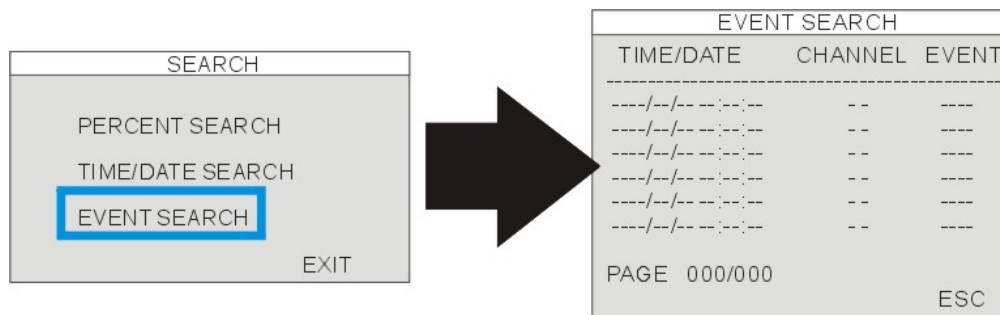 SEARCH
PERCENT SEARCH
TIME/DATE SEARCH
EVENT SEARCH
EXIT
EVENT SEARCH
TIME/DATE CHANNEL EVENT
----/--/-- --:--:-- -- ----
----/--/-- --:--:-- -- ----
----/--/-- --:--:-- -- ----
----/--/-- --:--:-- -- ----
----/--/-- --:--:-- -- ----
----/--/-- --:--:-- -- ----
PAGE 000/000
ESC